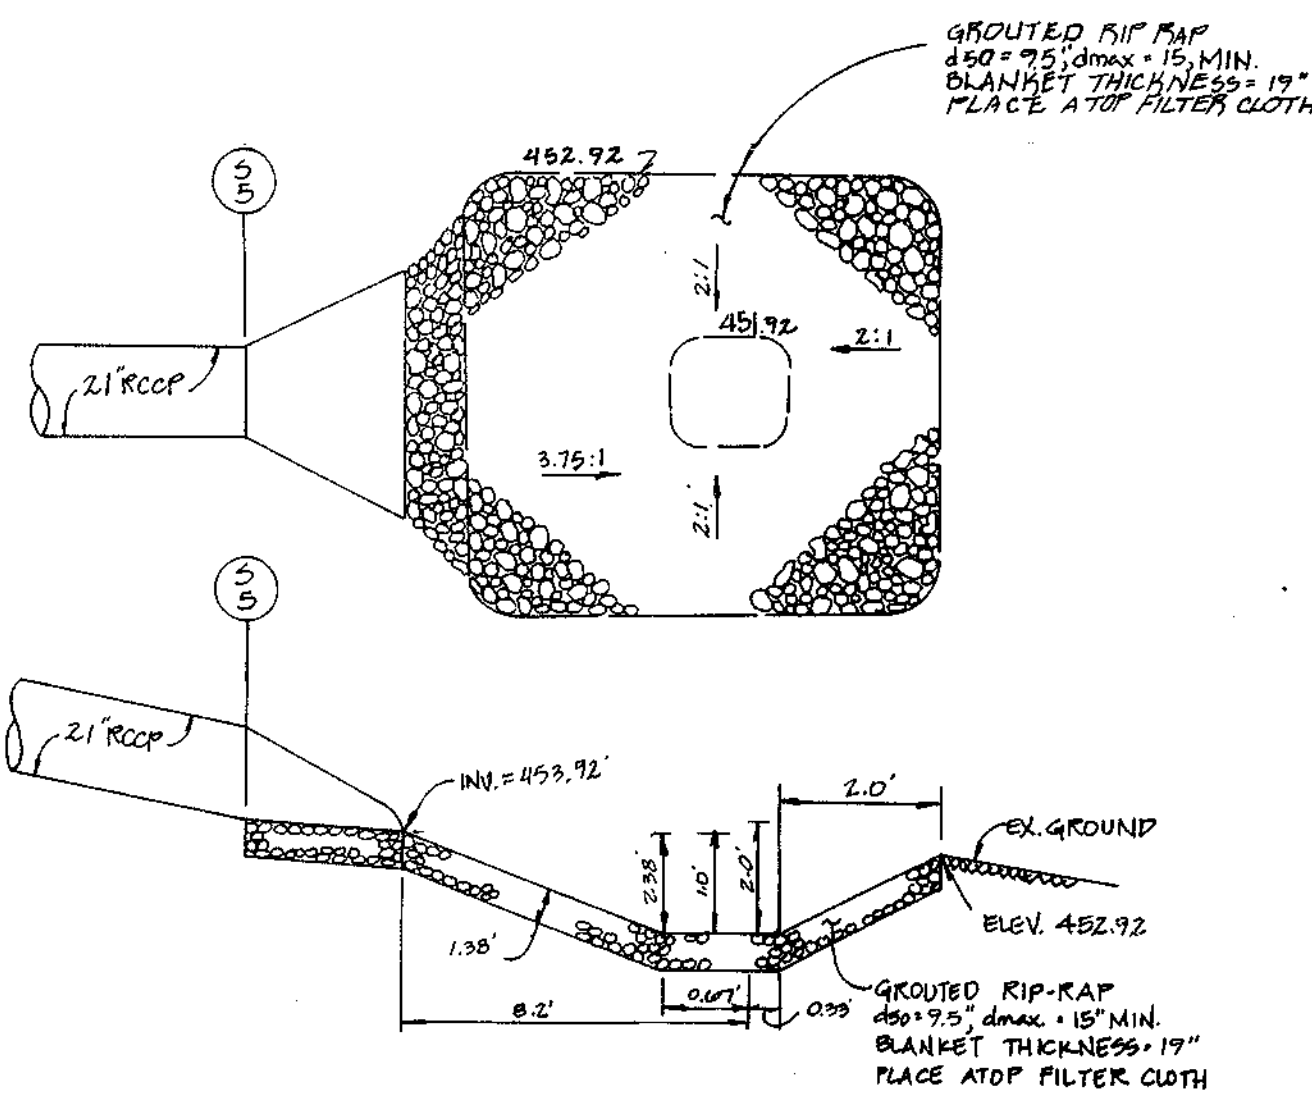 GROUTED RIP RAP
d50 = 9.5", dmax = 15, MIN.
BLANKET THICKNESS = 19"
PLACE ATOP FILTER CLOTH
S
5
452.92
2:1
451.92
2:1
21" RCCP
3.75:1
2:1
S
5
21" RCCP
INV. = 453.92'
2.0'
EX. GROUND
2.38'
1.0'
2.0'
ELEV. 452.92
1.38'
0.67'
0.33'
8.2'
GROUTED RIP-RAP
d50 = 9.5", dmax. = 15" MIN.
BLANKET THICKNESS = 19"
PLACE ATOP FILTER CLOTH